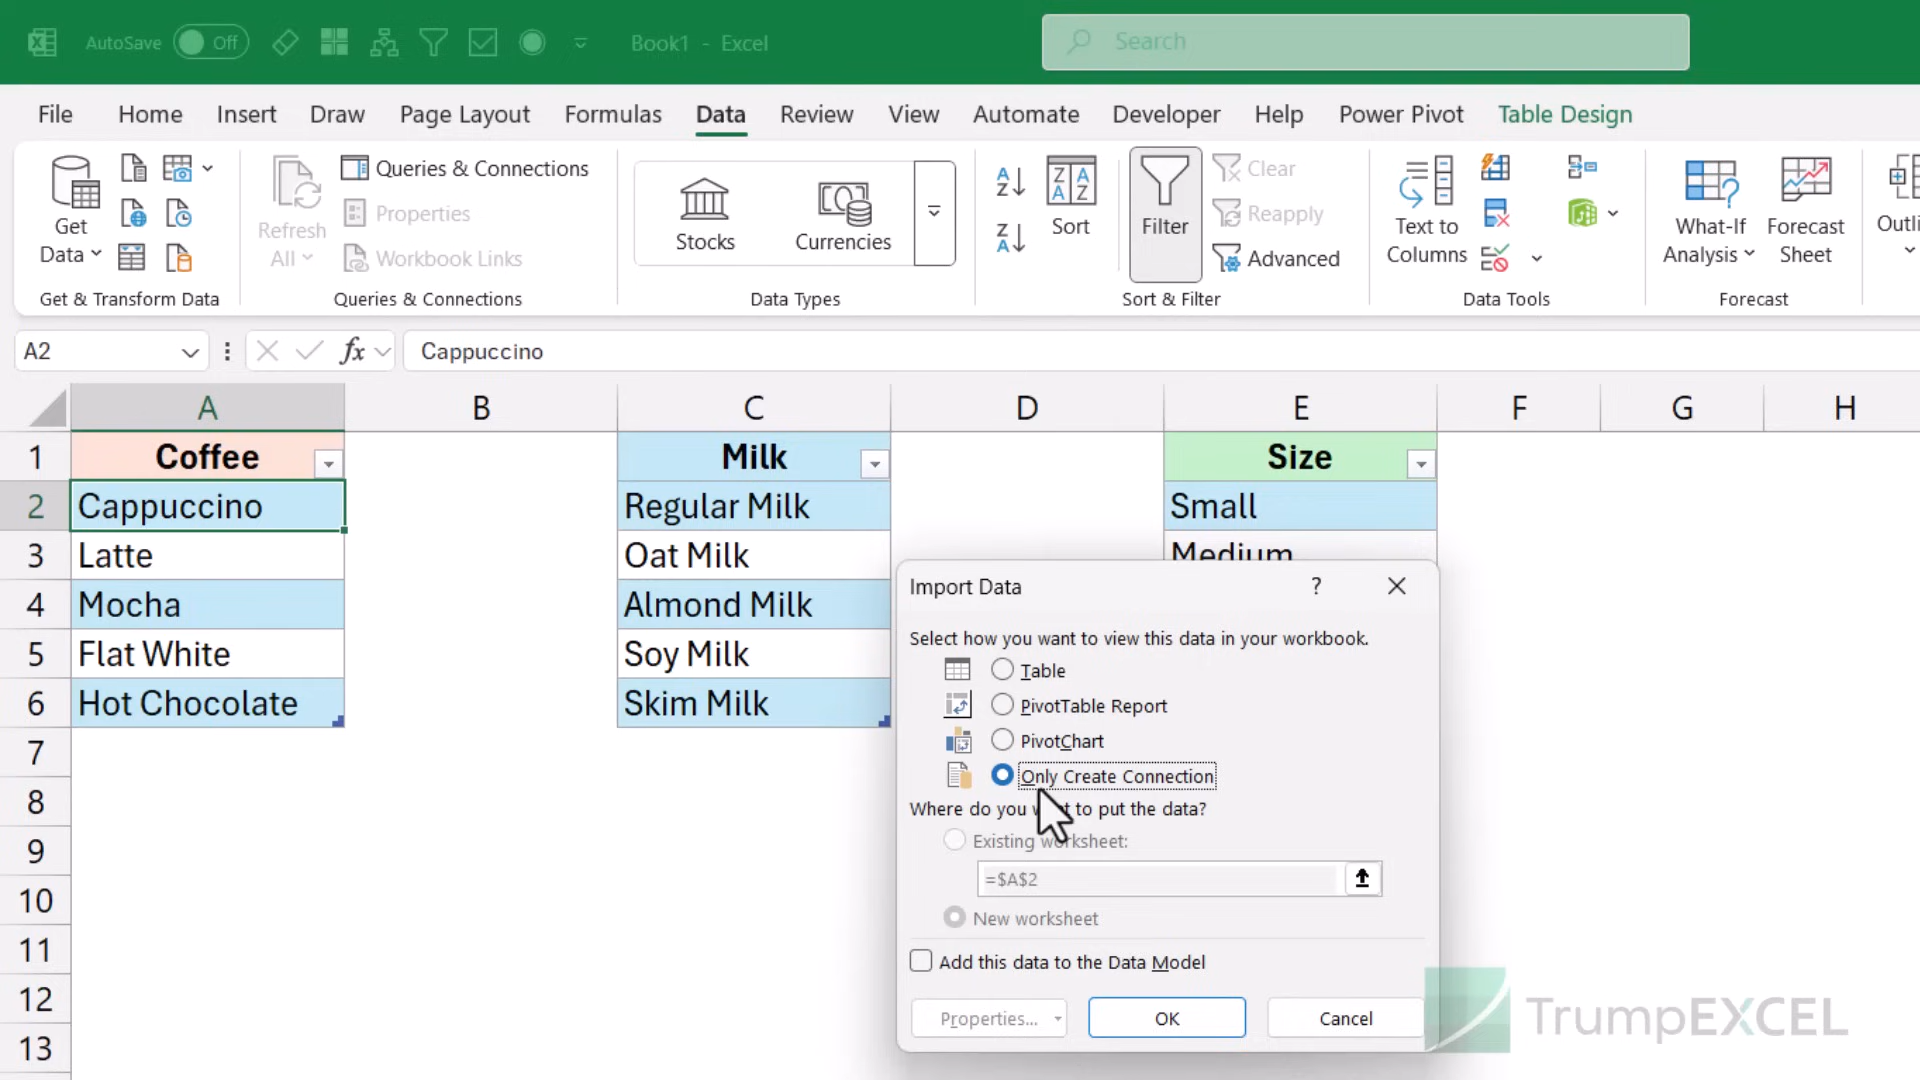 AutoSave Off Book1 - Excel Search
File Home Insert Draw Page Layout Formulas Data Review View Automate Developer Help Power Pivot Table Design
Get Data
Refresh All
Queries & Connections
Properties
Workbook Links
Stocks Currencies
Sort
Filter
Clear
Reapply
Advanced
Text to Columns
What-If Analysis
Forecast Sheet
Get & Transform Data Queries & Connections Data Types Sort & Filter Data Tools Forecast
A2 fx Cappuccino
A B C D E F G H
1 Coffee Milk Size
2 Cappuccino Regular Milk Small
3 Latte Oat Milk Medium
4 Mocha Almond Milk
5 Flat White Soy Milk
6 Hot Chocolate Skim Milk
7
8
9
10
11
12
13
Import Data ?
Select how you want to view this data in your workbook.
Table
PivotTable Report
PivotChart
Only Create Connection
Where do you want to put the data?
Existing worksheet:
=$A$2
New worksheet
Add this data to the Data Model
Properties... OK Cancel
TrumpEXCEL